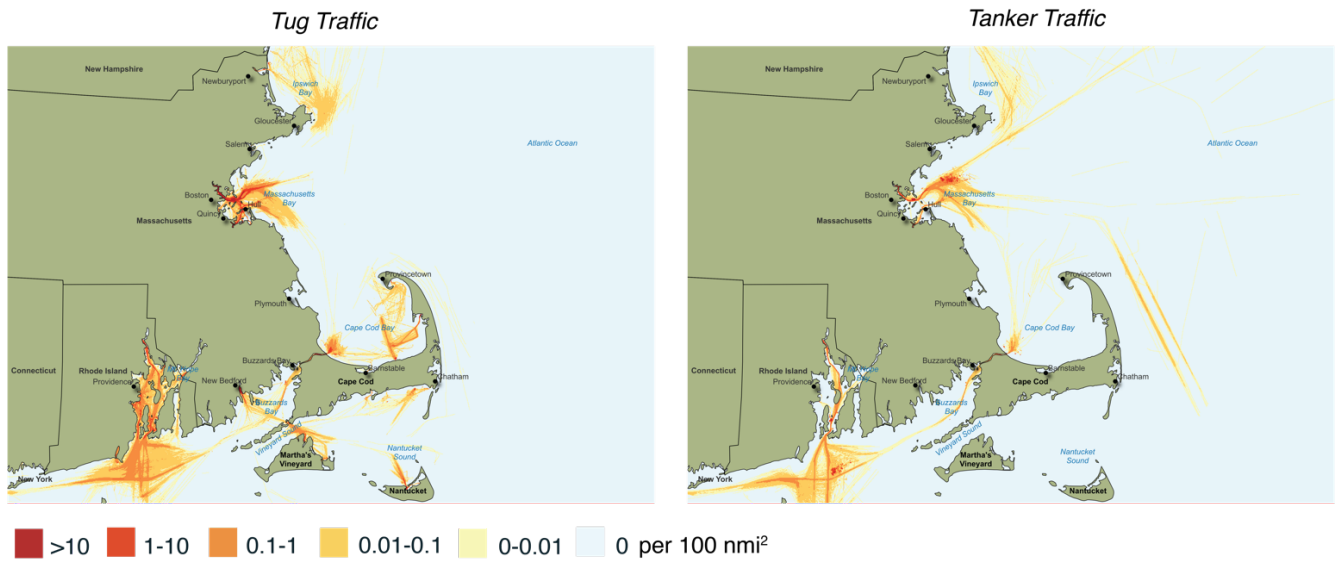 Tug Traffic
New Hampshire
Newburyport
Ipswich
Bay
Gloucester
Salem
Atlantic Ocean
Boston
Massachusetts
Bay
Hull
Quincy
Massachusetts
Provincetown
Plymouth
Cape Cod Bay
Buzzards Bay
Barnstable
Connecticut
Rhode Island
Providence
New Bedford
Cape Cod
Chatham
Buzzards
Bay
Vineyard Sound
Nantucket
Sound
Martha's
Vineyard
New York
Nantucket
Tanker Traffic
New Hampshire
Newburyport
Ipswich
Bay
Gloucester
Salem
Atlantic Ocean
Boston
Massachusetts
Bay
Hull
Quincy
Massachusetts
Provincetown
Plymouth
Cape Cod Bay
Buzzards Bay
Barnstable
Connecticut
Rhode Island
Providence
New Bedford
Cape Cod
Chatham
Buzzards
Bay
Vineyard Sound
Nantucket
Sound
Martha's
Vineyard
New York
Nantucket
>10 1-10 0.1-1 0.01-0.1 0-0.01 0 per 100 nmi²